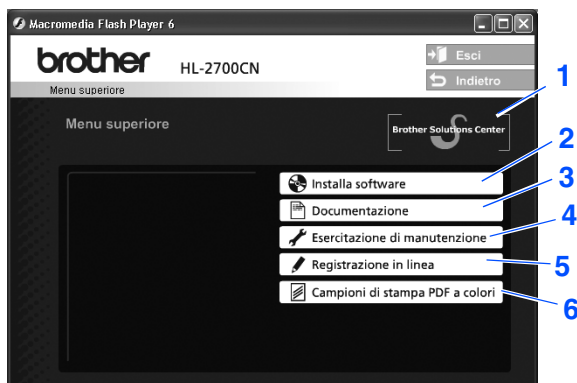 Macromedia Flash Player 6
brother
HL-2700CN
Esci
Indietro
Menu superiore
Menu superiore
Brother Solutions Center
1
Installa software
2
Documentazione
3
Esercitazione di manutenzione
4
Registrazione in linea
5
Campioni di stampa PDF a colori
6